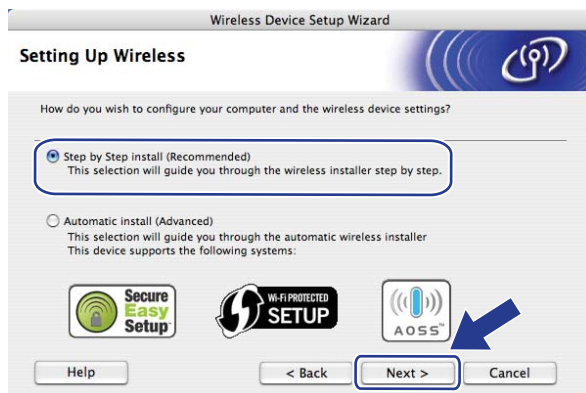 Wireless Device Setup Wizard
Setting Up Wireless
How do you wish to configure your computer and the wireless device settings?
Step by Step install (Recommended)
This selection will guide you through the wireless installer step by step.
Automatic install (Advanced)
This selection will guide you through the automatic wireless installer
This device supports the following systems:
Secure
Easy
Setup™
Wi-Fi PROTECTED
SETUP
AOSS™
Help
< Back
Next >
Cancel